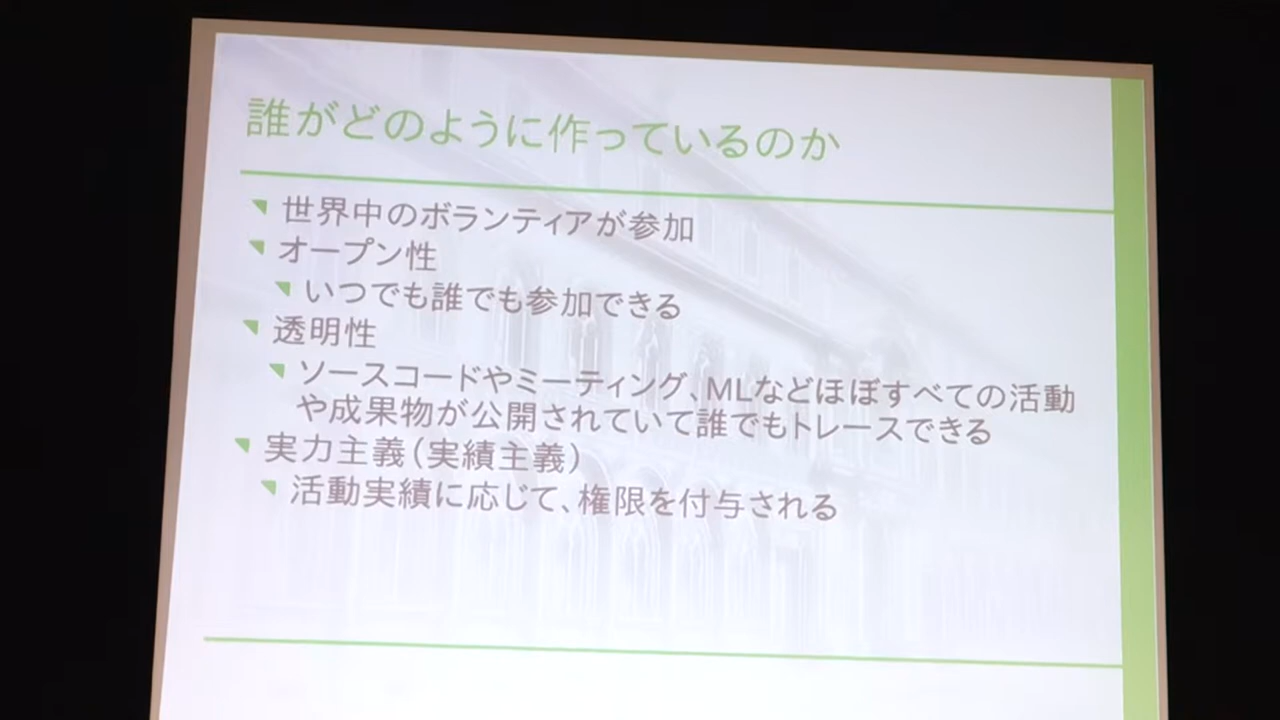 誰がどのように作っているのか
世界中のボランティアが参加
オープン性
いつでも誰でも参加できる
透明性
ソースコードやミーティング、MLなどほぼすべての活動
や成果物が公開されていて誰でもトレースできる
実力主義(実績主義)
活動実績に応じて、権限を付与される